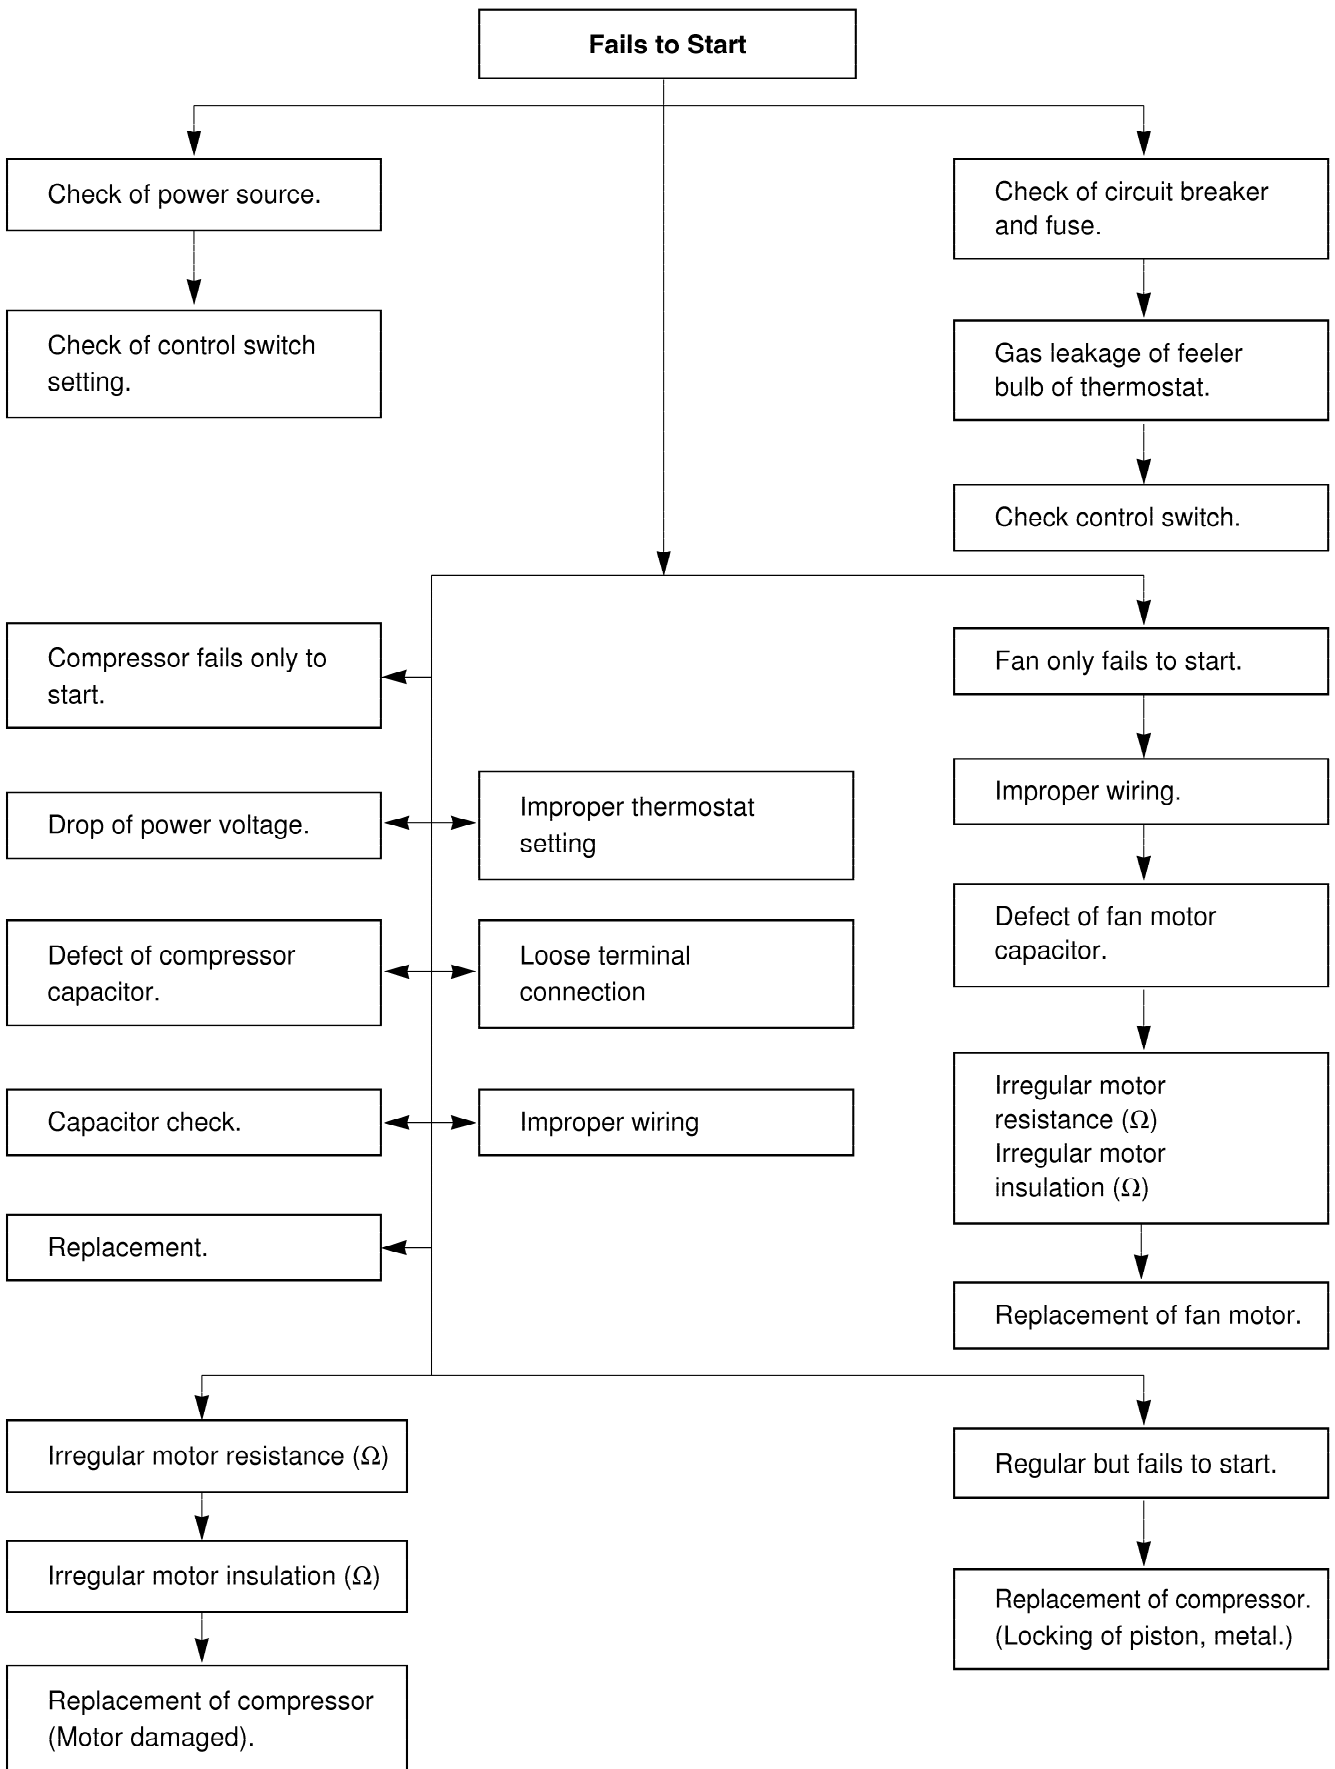 Fails to Start
Check of power source.
Check of control switch
setting.
Check of circuit breaker
and fuse.
Gas leakage of feeler
bulb of thermostat.
Check control switch.
Compressor fails only to
start.
Drop of power voltage.
Improper thermostat
setting
Defect of compressor
capacitor.
Loose terminal
connection
Capacitor check.
Improper wiring
Replacement.
Fan only fails to start.
Improper wiring.
Defect of fan motor
capacitor.
Irregular motor
resistance (Ω)
Irregular motor
insulation (Ω)
Replacement of fan motor.
Irregular motor resistance (Ω)
Irregular motor insulation (Ω)
Replacement of compressor
(Motor damaged).
Regular but fails to start.
Replacement of compressor.
(Locking of piston, metal.)